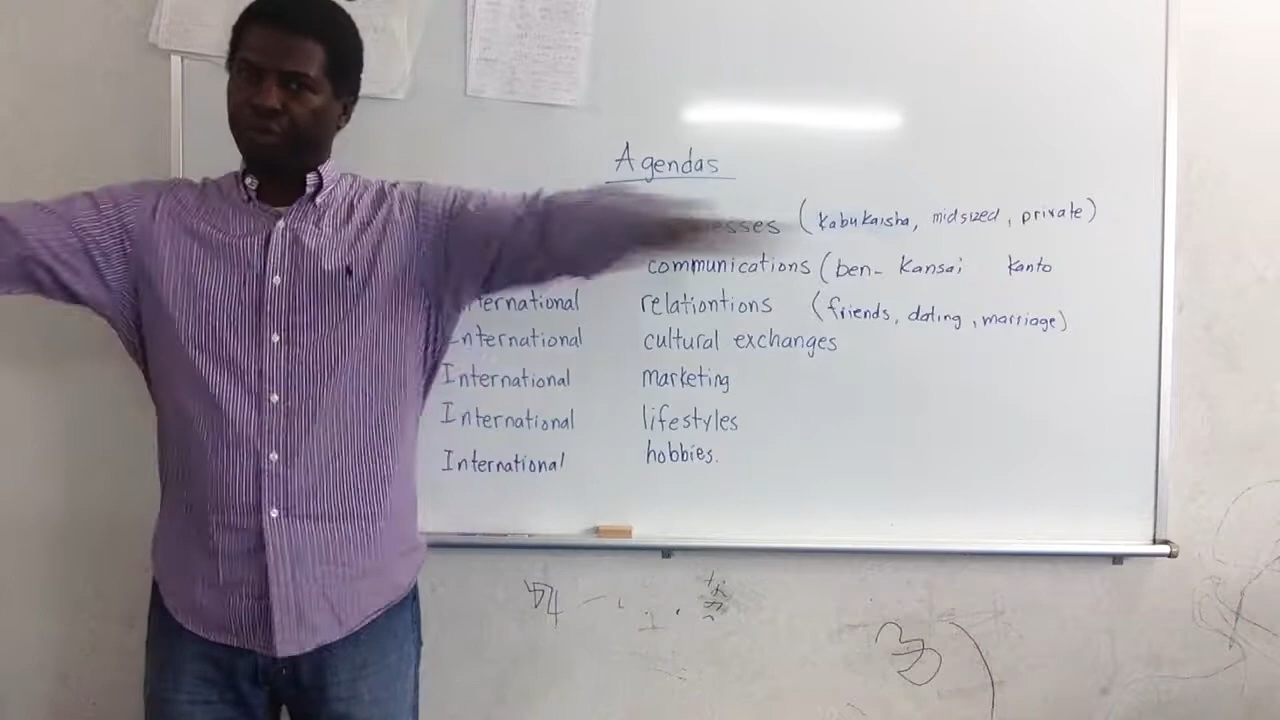 Agendas
esses (Kabukaisha, midsized, private)
communications (ben- Kansai Kanto
nternational relationtions (friends, dating, marriage)
International cultural exchanges
International marketing
International lifestyles
International hobbies.